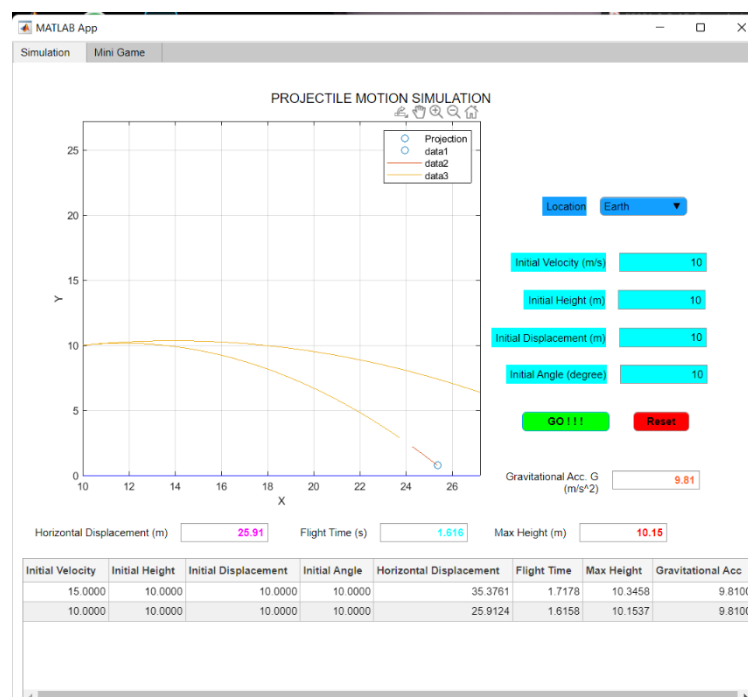 MATLAB App
Simulation Mini Game
PROJECTILE MOTION SIMULATION
Projection
data1
data2
data3
25
20
15
10
5
0
Y
10 12 14 16 18 20 22 24 26
X
Location Earth
Initial Velocity (m/s) 10
Initial Height (m) 10
Initial Displacement (m) 10
Initial Angle (degree) 10
GO ! ! ! Reset
Gravitational Acc. G
(m/s^2) 9.81
Horizontal Displacement (m) 25.91 Flight Time (s) 1.616 Max Height (m) 10.15
Initial Velocity Initial Height Initial Displacement Initial Angle Horizontal Displacement Flight Time Max Height Gravitational Acc
15.0000 10.0000 10.0000 10.0000 35.3761 1.7178 10.3458 9.8100
10.0000 10.0000 10.0000 10.0000 25.9124 1.6158 10.1537 9.8100